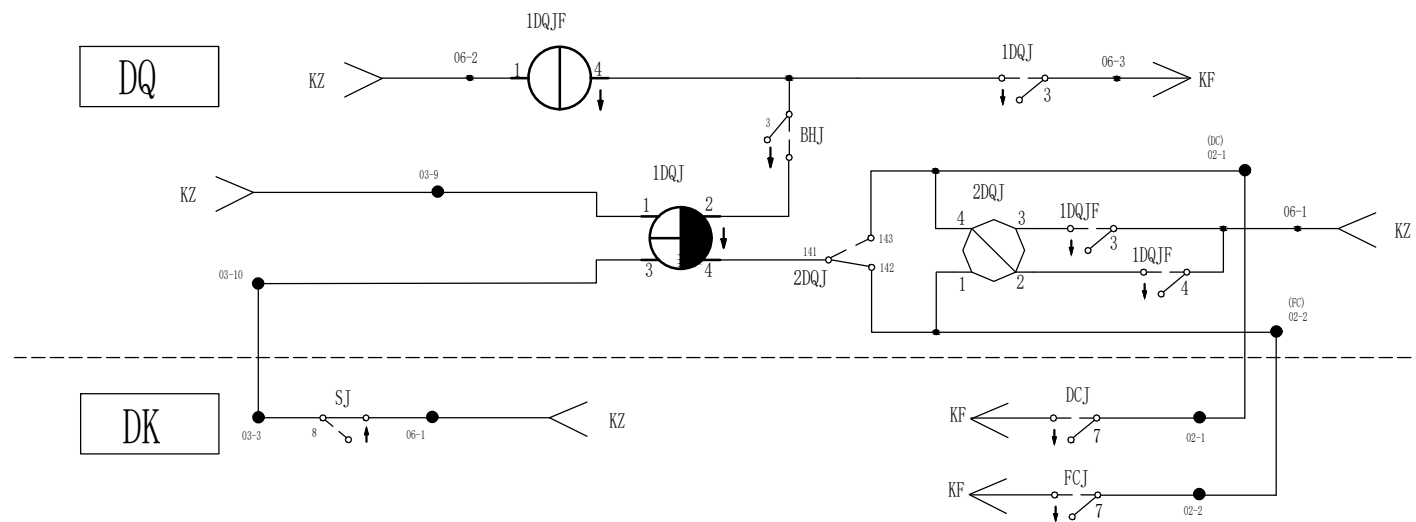 1DQJF
DQ
KZ
06-2
1
4
1DQJ
3
06-3
KF
3
BHJ
(DC)
02-1
KZ
03-9
1DQJ
1
2
3
4
141
143
142
2DQJ
2DQJ
4
3
1
2
1DQJF
3
1DQJF
4
06-1
KZ
03-10
(FC)
02-2
DK
03-3
SJ
8
06-1
KZ
KF
DCJ
7
02-1
KF
FCJ
7
02-2